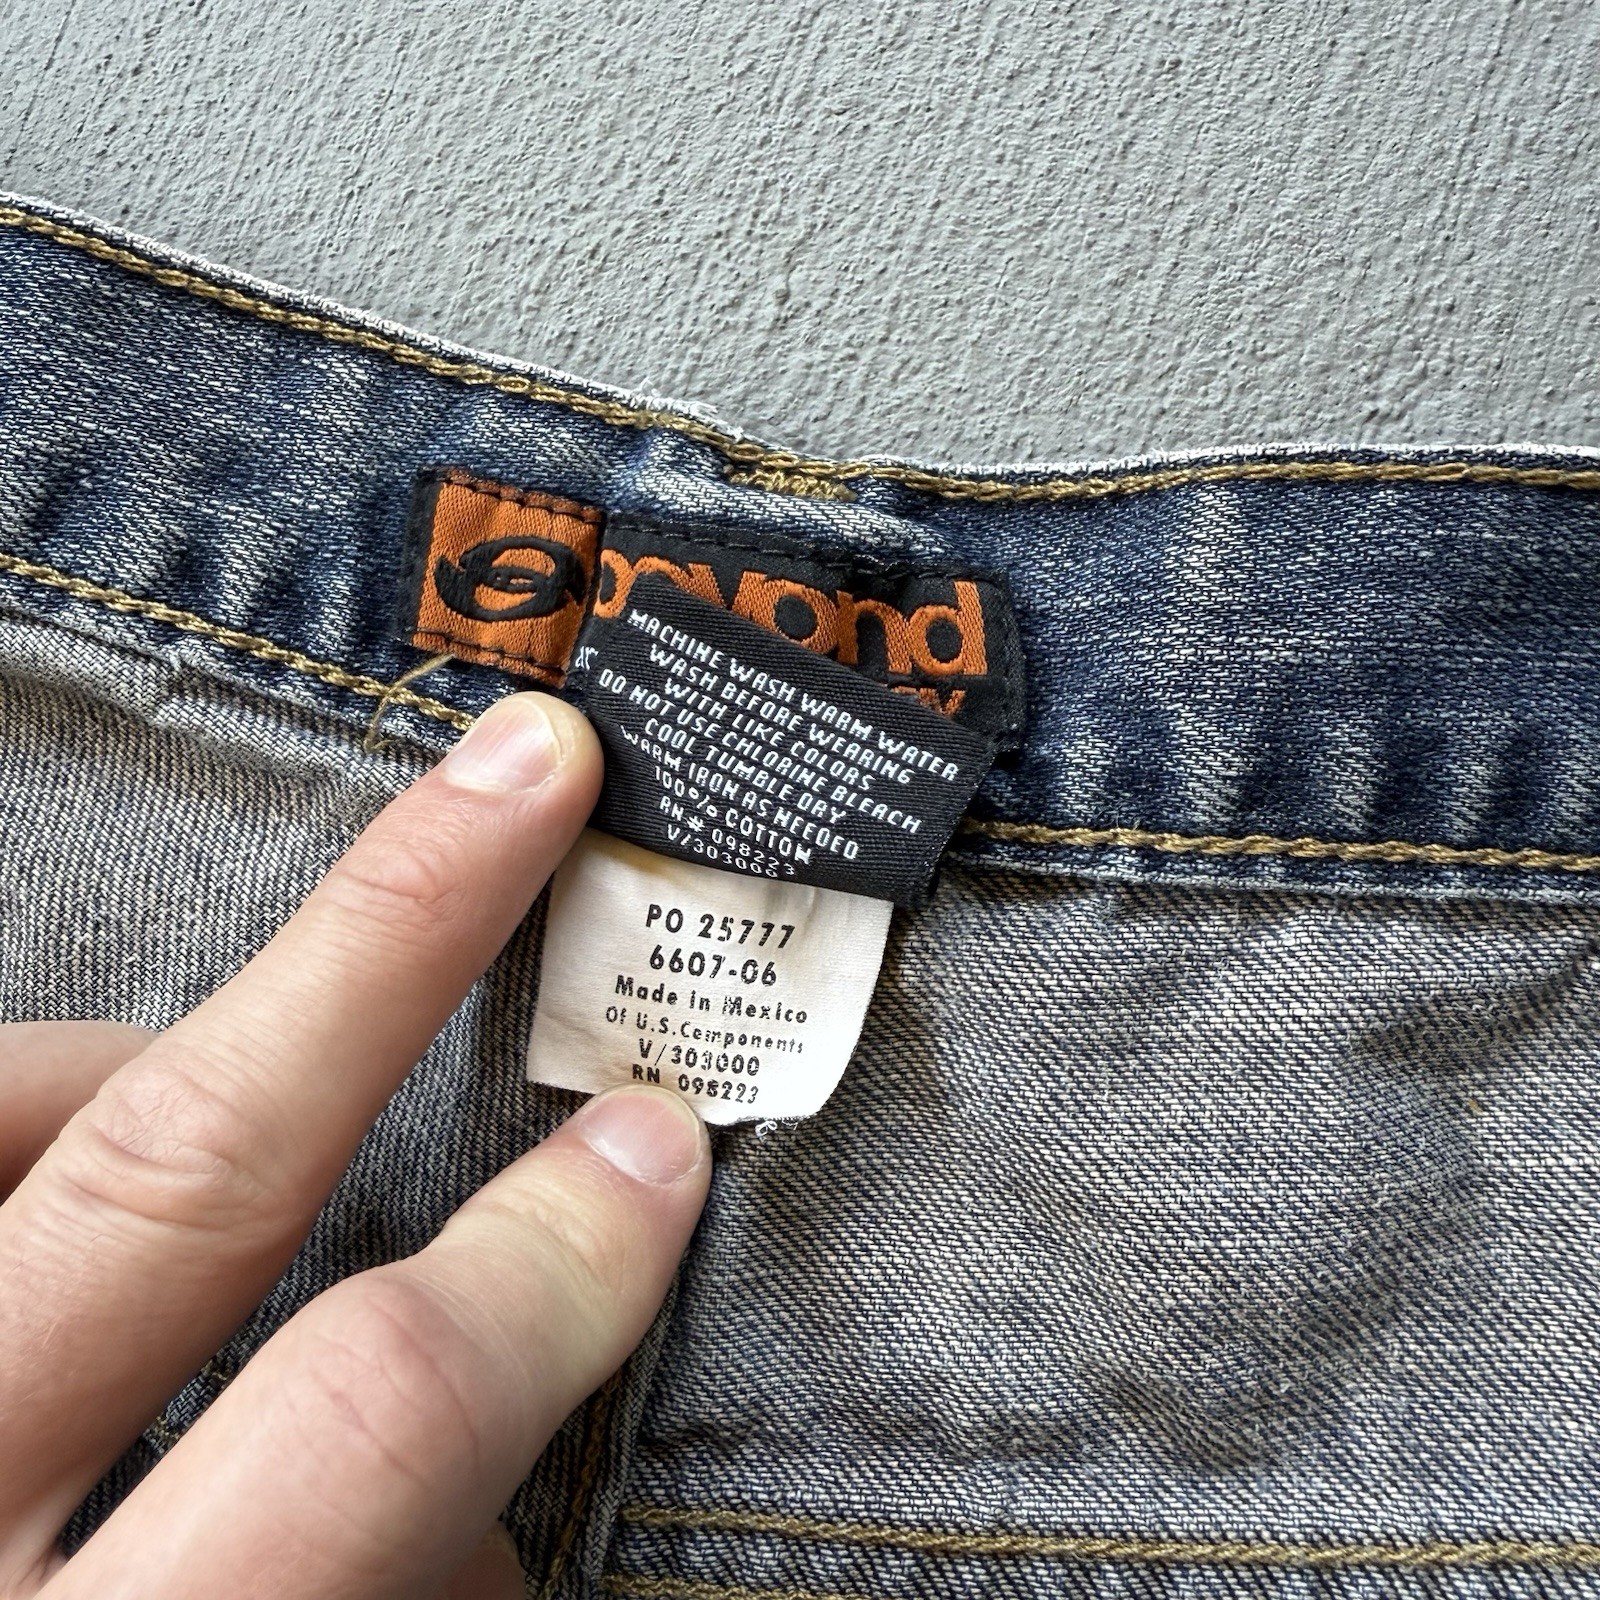 MACHINE WASH WARM WATER
WASH BEFORE WEARING
WITH LIKE COLORS
DO NOT USE CHLORINE BLEACH
COOL TUMBLE DRY
WARM IRON AS NEEDED
100% COTTON
RN# 098223
V/303000
PO 25777
6607-06
Made in Mexico
Of U.S.Components
V/303000
RN 098223